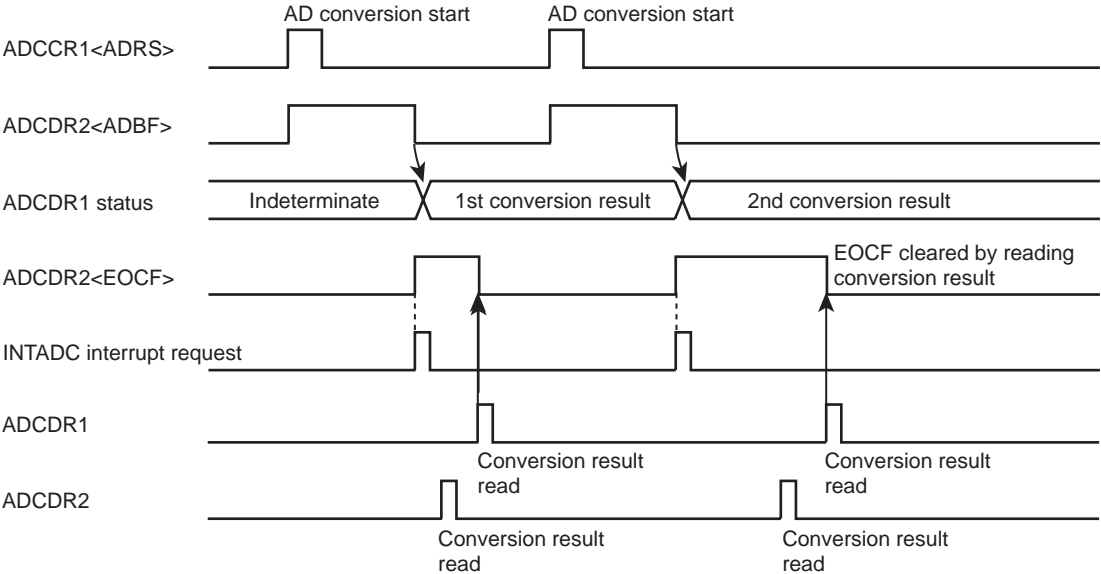 AD conversion start
AD conversion start
ADCCR1<ADRS>
ADCDR2<ADBF>
ADCDR1 status
Indeterminate
1st conversion result
2nd conversion result
EOCF cleared by reading
conversion result
ADCDR2<EOCF>
INTADC interrupt request
ADCDR1
Conversion result
read
Conversion result
read
ADCDR2
Conversion result
read
Conversion result
read